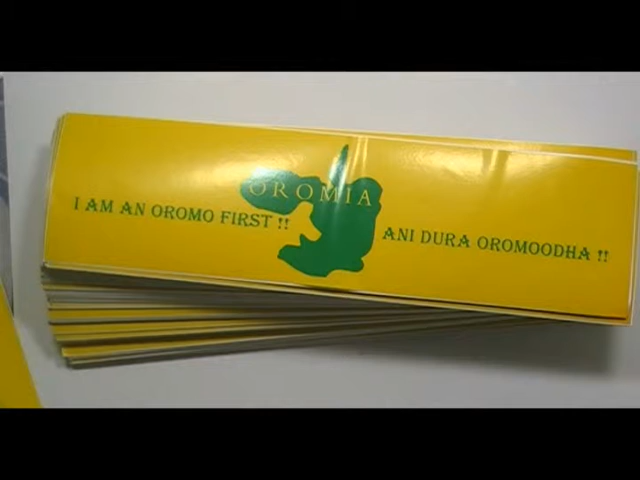 OROMIA
I AM AN OROMO FIRST !!
ANI DURA OROMOODHA !!